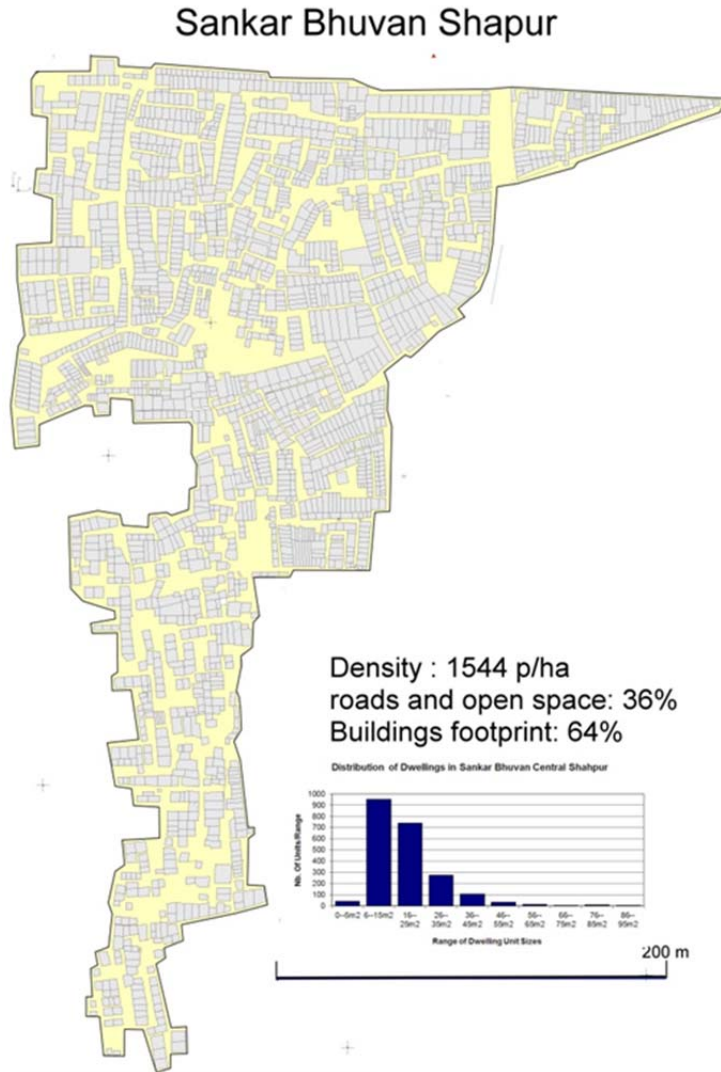 Sankar Bhuvan Shapur
Density : 1544 p/ha
roads and open space: 36%
Buildings footprint: 64%
Distribution of Dwellings in Sankar Bhuvan Central Shahpur
Nb. Of Units/Range
1000
900
800
700
600
500
400
300
200
100
0
0--5m2 6--15m2 16--25m2 26--35m2 36--45m2 46--55m2 56--65m2 66--75m2 76--85m2 86--95m2
Range of Dwelling Unit Sizes
200 m